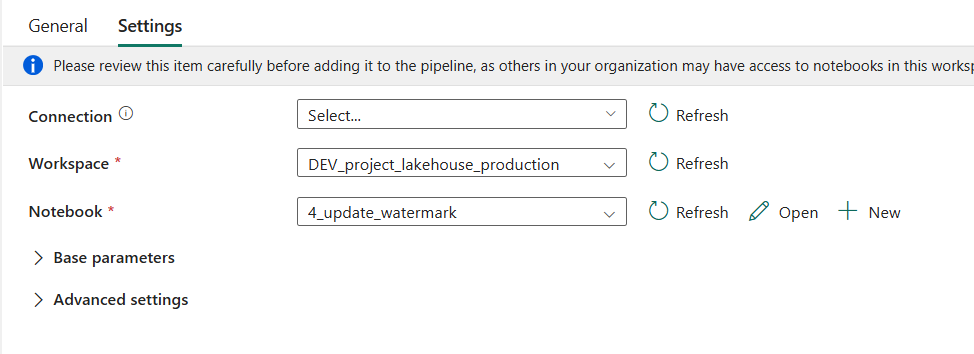 General Settings
Please review this item carefully before adding it to the pipeline, as others in your organization may have access to notebooks in this
Connection Select... Refresh
Workspace * DEV_project_lakehouse_production Refresh
Notebook * 4_update_watermark Refresh Open New
Base parameters
Advanced settings